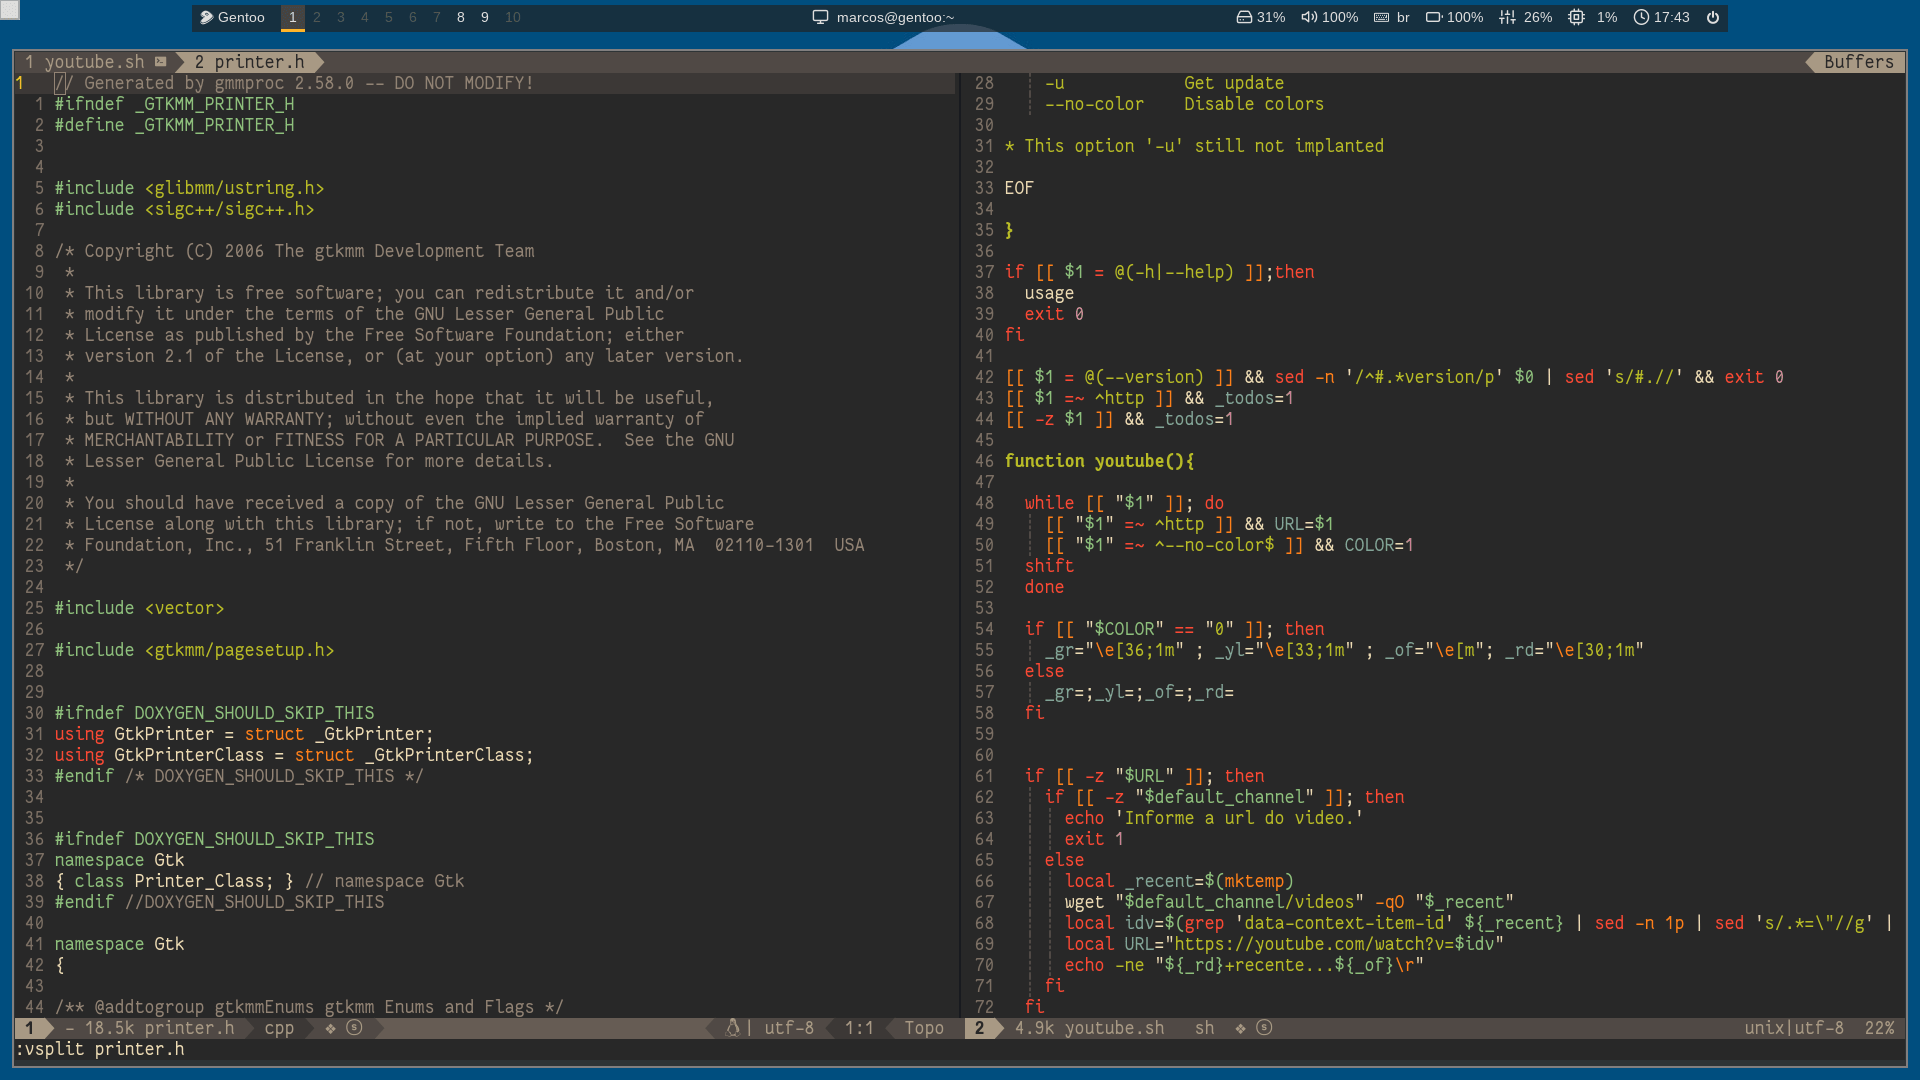 Gentoo 1 2 3 4 5 6 7 8 9 10 marcos@gentoo:~ 31% 100% br 100% 26% 1% 17:43
1 youtube.sh 2 printer.h Buffers
1 // Generated by gmmproc 2.58.0 -- DO NOT MODIFY!
1 #ifndef _GTKMM_PRINTER_H
2 #define _GTKMM_PRINTER_H
3
4
5 #include <glibmm/ustring.h>
6 #include <sigc++/sigc++.h>
7
8 /* Copyright (C) 2006 The gtkmm Development Team
9  *
10  * This library is free software; you can redistribute it and/or
11  * modify it under the terms of the GNU Lesser General Public
12  * License as published by the Free Software Foundation; either
13  * version 2.1 of the License, or (at your option) any later version.
14  *
15  * This library is distributed in the hope that it will be useful,
16  * but WITHOUT ANY WARRANTY; without even the implied warranty of
17  * MERCHANTABILITY or FITNESS FOR A PARTICULAR PURPOSE.  See the GNU
18  * Lesser General Public License for more details.
19  *
20  * You should have received a copy of the GNU Lesser General Public
21  * License along with this library; if not, write to the Free Software
22  * Foundation, Inc., 51 Franklin Street, Fifth Floor, Boston, MA  02110-1301  USA
23  */
24
25 #include <vector>
26
27 #include <gtkmm/pagesetup.h>
28
29
30 #ifndef DOXYGEN_SHOULD_SKIP_THIS
31 using GtkPrinter = struct _GtkPrinter;
32 using GtkPrinterClass = struct _GtkPrinterClass;
33 #endif /* DOXYGEN_SHOULD_SKIP_THIS */
34
35
36 #ifndef DOXYGEN_SHOULD_SKIP_THIS
37 namespace Gtk
38 { class Printer_Class; } // namespace Gtk
39 #endif //DOXYGEN_SHOULD_SKIP_THIS
40
41 namespace Gtk
42 {
43
44 /** @addtogroup gtkmmEnums gtkmm Enums and Flags */
1 - 18.5k printer.h cpp utf-8 1:1 Topo
28     -u            Get update
29     --no-color    Disable colors
30
31 * This option '-u' still not implanted
32
33 EOF
34
35 }
36
37 if [[ $1 = @(-h|--help) ]];then
38   usage
39   exit 0
40 fi
41
42 [[ $1 = @(--version) ]] && sed -n '/^#.*version/p' $0 | sed 's/#.//' && exit 0
43 [[ $1 =~ ^http ]] && _todos=1
44 [[ -z $1 ]] && _todos=1
45
46 function youtube(){
47
48   while [[ "$1" ]]; do
49     [[ "$1" =~ ^http ]] && URL=$1
50     [[ "$1" =~ ^--no-color$ ]] && COLOR=1
51   shift
52   done
53
54   if [[ "$COLOR" == "0" ]]; then
55     _gr="\e[36;1m" ; _yl="\e[33;1m" ; _of="\e[m"; _rd="\e[30;1m"
56   else
57     _gr=;_yl=;_of=;_rd=
58   fi
59
60
61   if [[ -z "$URL" ]]; then
62     if [[ -z "$default_channel" ]]; then
63       echo 'Informe a url do video.'
64       exit 1
65     else
66       local _recent=$(mktemp)
67       wget "$default_channel/videos" -qO "$_recent"
68       local idv=$(grep 'data-context-item-id' ${_recent} | sed -n 1p | sed 's/.*=\"//g' |
69       local URL="https://youtube.com/watch?v=$idv"
70       echo -ne "${_rd}+recente...${_of}\r"
71     fi
72   fi
2 4.9k youtube.sh sh unix|utf-8 22%
:vsplit printer.h